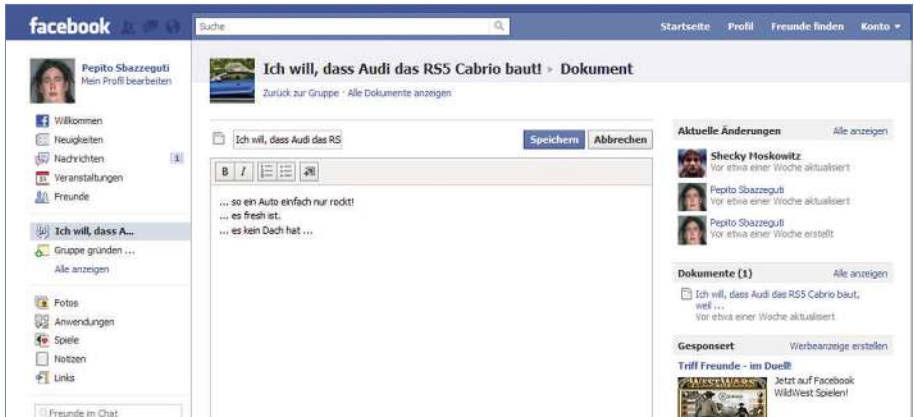 facebook
Suche
Startseite Profil Freunde finden Konto
Pepito Sbazzeguti
Mein Profil bearbeiten
Willkommen
Neuigkeiten
Nachrichten 1
Veranstaltungen
Freunde
Ich will, dass A...
Gruppe gründen ...
Alle anzeigen
Fotos
Anwendungen
Spiele
Notizen
Links
Freunde im Chat
Ich will, dass Audi das RS5 Cabrio baut! ▸ Dokument
Zurück zur Gruppe · Alle Dokumente anzeigen
Ich will, dass Audi das RS
Speichern Abbrechen
B I
... so ein Auto einfach nur rockt!
... es fresh ist.
... es kein Dach hat ...
Aktuelle Änderungen Alle anzeigen
Shecky Moskowitz
Vor etwa einer Woche aktualisiert
Pepito Sbazzeguti
Vor etwa einer Woche aktualisiert
Pepito Sbazzeguti
Vor etwa einer Woche erstellt
Dokumente (1) Alle anzeigen
Ich will, dass Audi das RS5 Cabrio baut,
weil ...
Vor etwa einer Woche aktualisiert
Gesponsert Werbeanzeige erstellen
Triff Freunde - im Duell!
WESTWARS
Jetzt auf Facebook
WildWest Spielen!